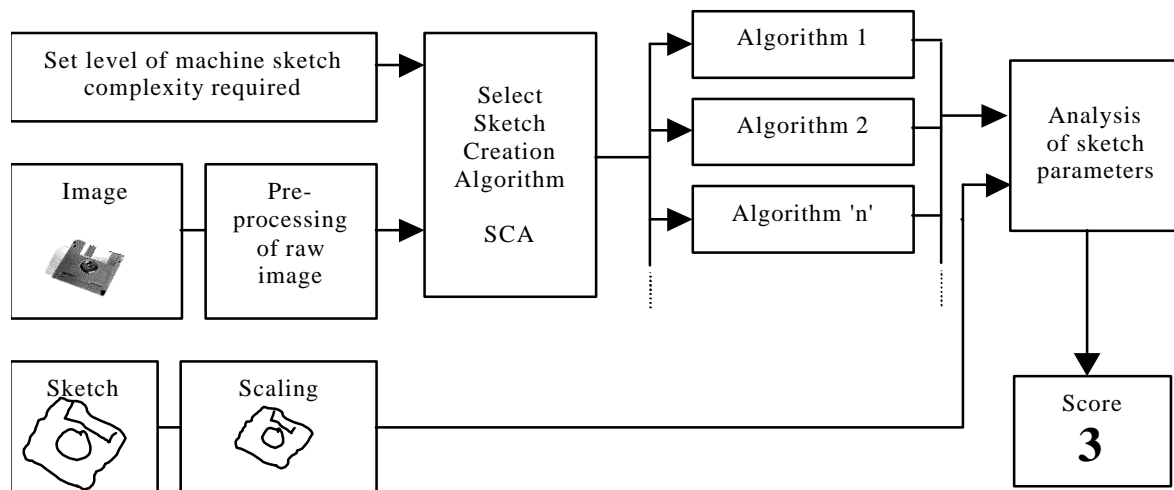 Set level of machine sketch
complexity required
Image
Pre-
processing
of raw
image
Select
Sketch
Creation
Algorithm
SCA
Algorithm 1
Algorithm 2
Algorithm 'n'
Analysis
of sketch
parameters
Sketch
Scaling
Score
3